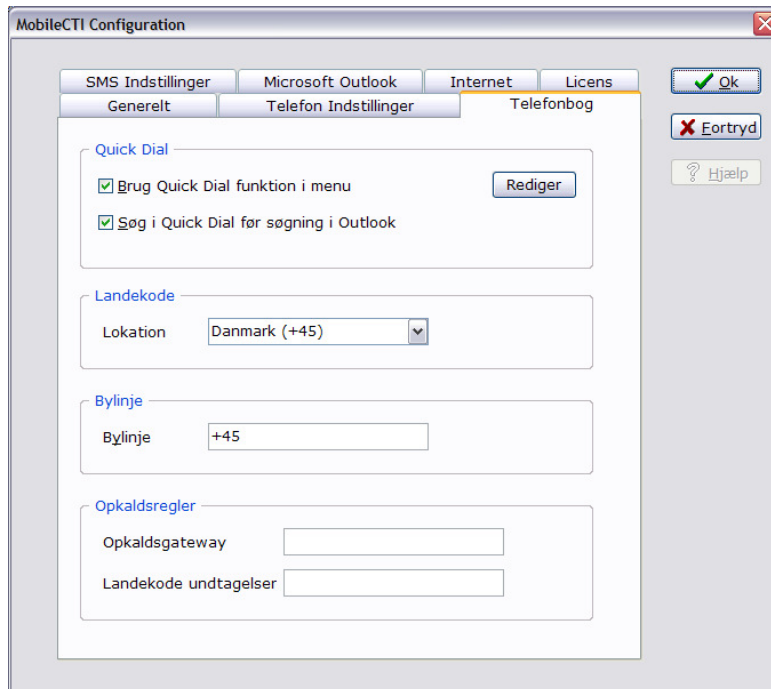 MobileCTI Configuration
SMS Indstillinger
Microsoft Outlook
Internet
Licens
Generelt
Telefon Indstillinger
Telefonbog
Ok
Fortryd
Hjælp
Quick Dial
Brug Quick Dial funktion i menu
Rediger
Søg i Quick Dial før søgning i Outlook
Landekode
Lokation
Danmark (+45)
Bylinje
Bylinje
+45
Opkaldsregler
Opkaldsgateway
Landekode undtagelser